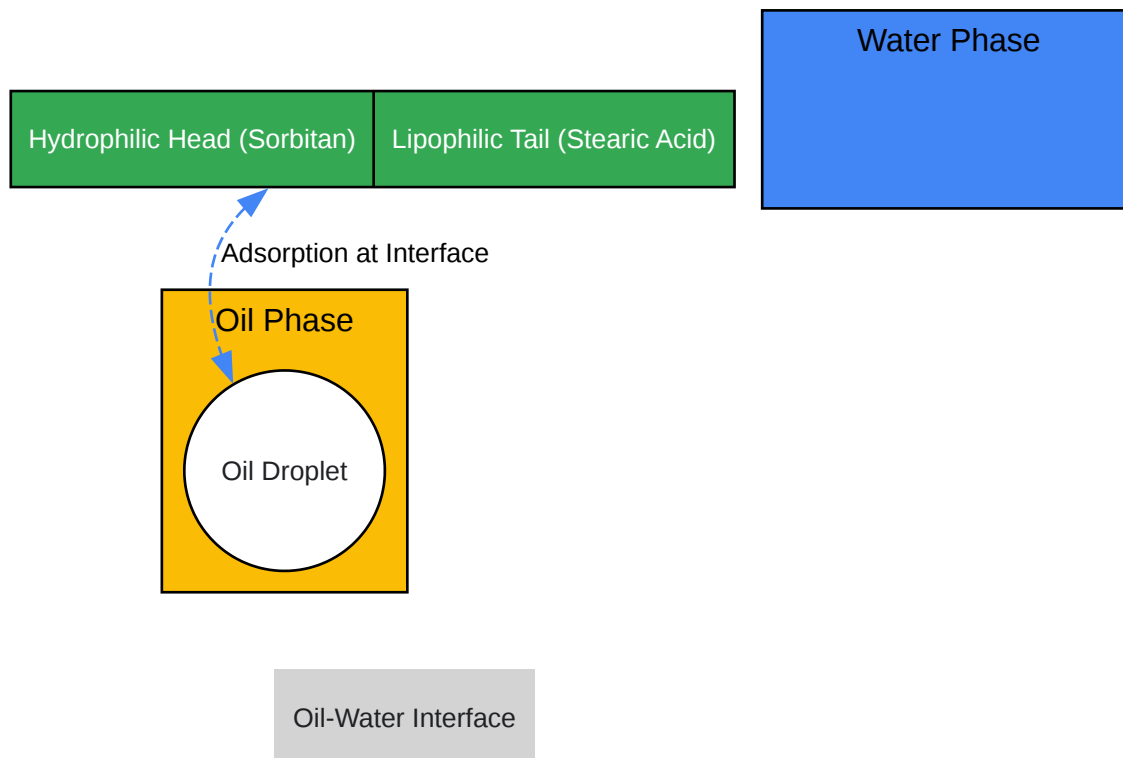 Water Phase
Hydrophilic Head (Sorbitan)
Lipophilic Tail (Stearic Acid)
Adsorption at Interface
Oil Phase
Oil Droplet
Oil-Water Interface